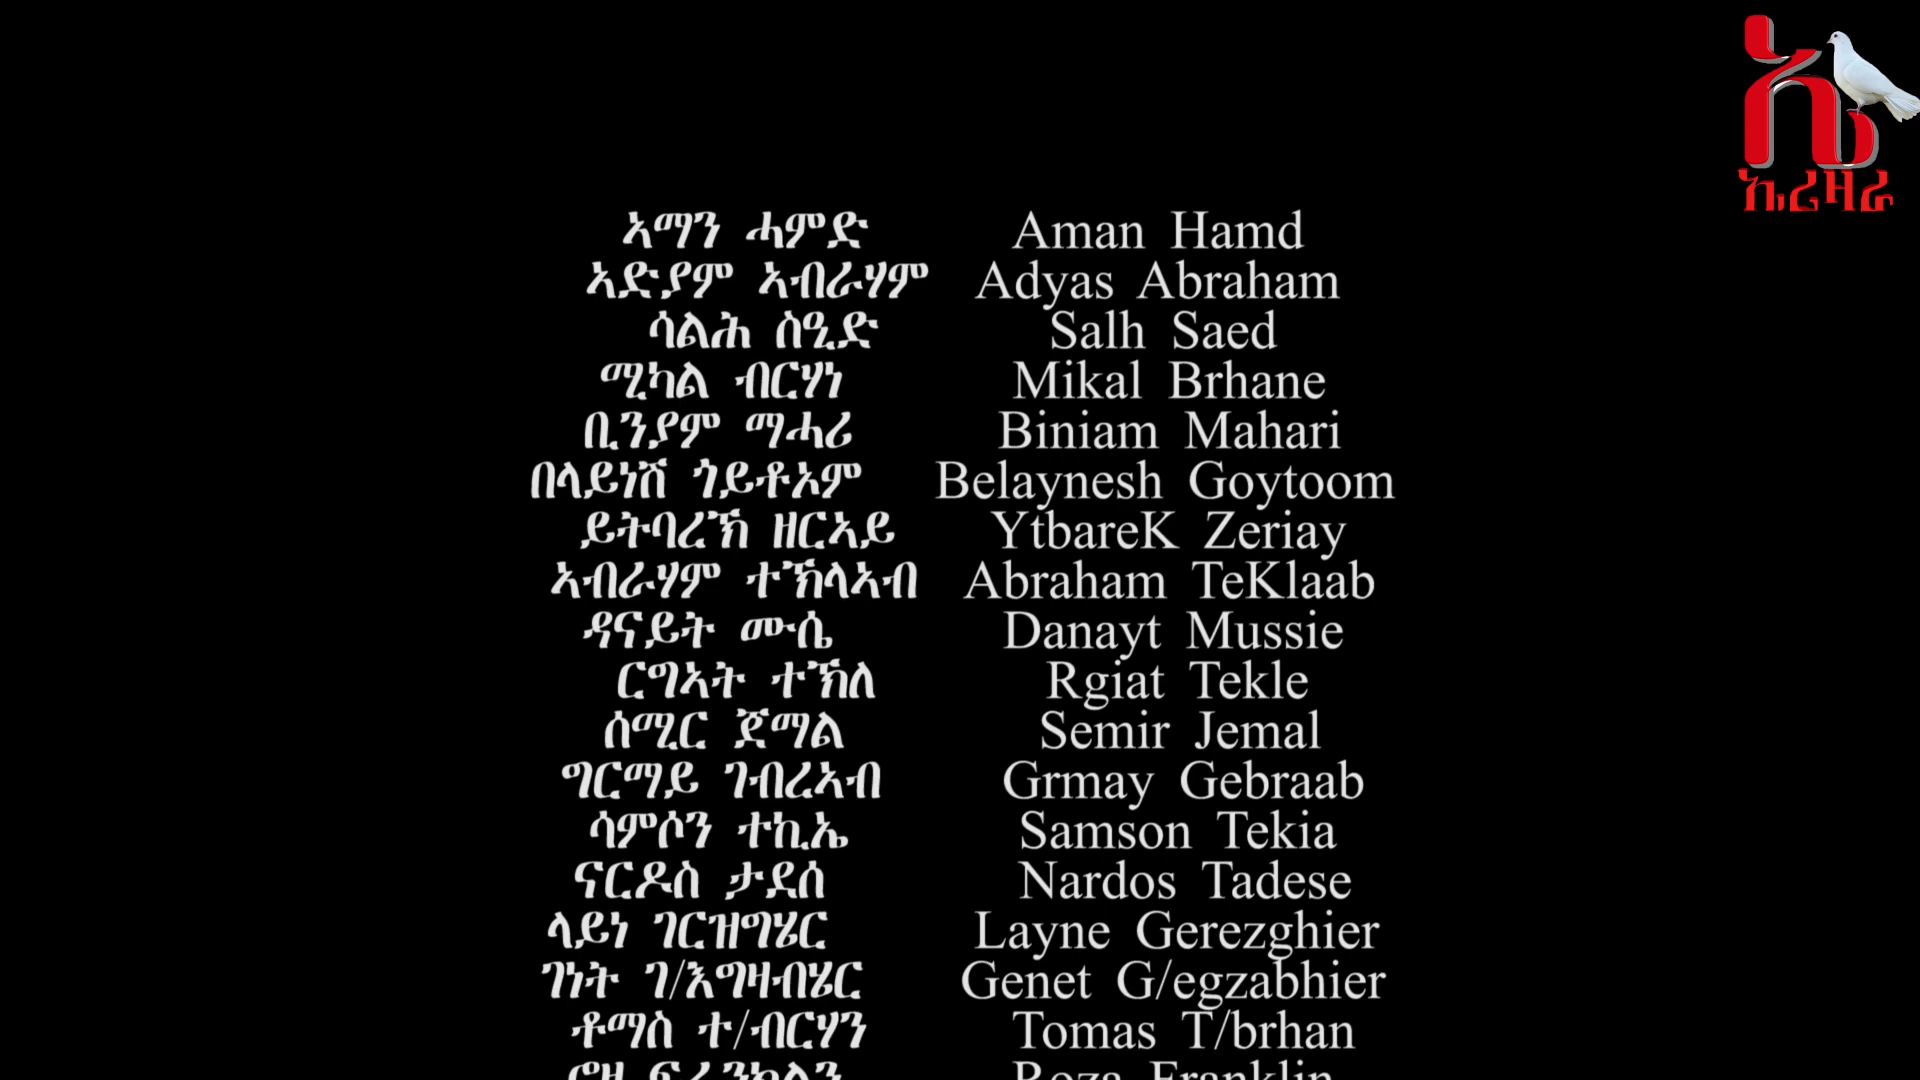 ኤ
ኤሪዛራ
ኣማን ሓምድ Aman Hamd
ኣድያም ኣብራሃም Adyas Abraham
ሳልሕ ስዒድ Salh Saed
ሚካል ብርሃነ Mikal Brhane
ቢንያም ማሓሪ Biniam Mahari
በላይነሽ ጎይቶኦም Belaynesh Goytoom
ይትባረኽ ዘርኣይ YtbareK Zeriay
ኣብራሃም ተኽላኣብ Abraham TeKlaab
ዳናይት ሙሴ Danayt Mussie
ርግኣት ተኽለ Rgiat Tekle
ሰሚር ጀማል Semir Jemal
ግርማይ ገብረኣብ Grmay Gebraab
ሳምሶን ተኪኤ Samson Tekia
ናርዶስ ታደሰ Nardos Tadese
ላይነ ገርዝግሄር Layne Gerezghier
ገነት ገ/እግዛብሄር Genet G/egzabhier
ቶማስ ተ/ብርሃን Tomas T/brhan
Roza Franklin